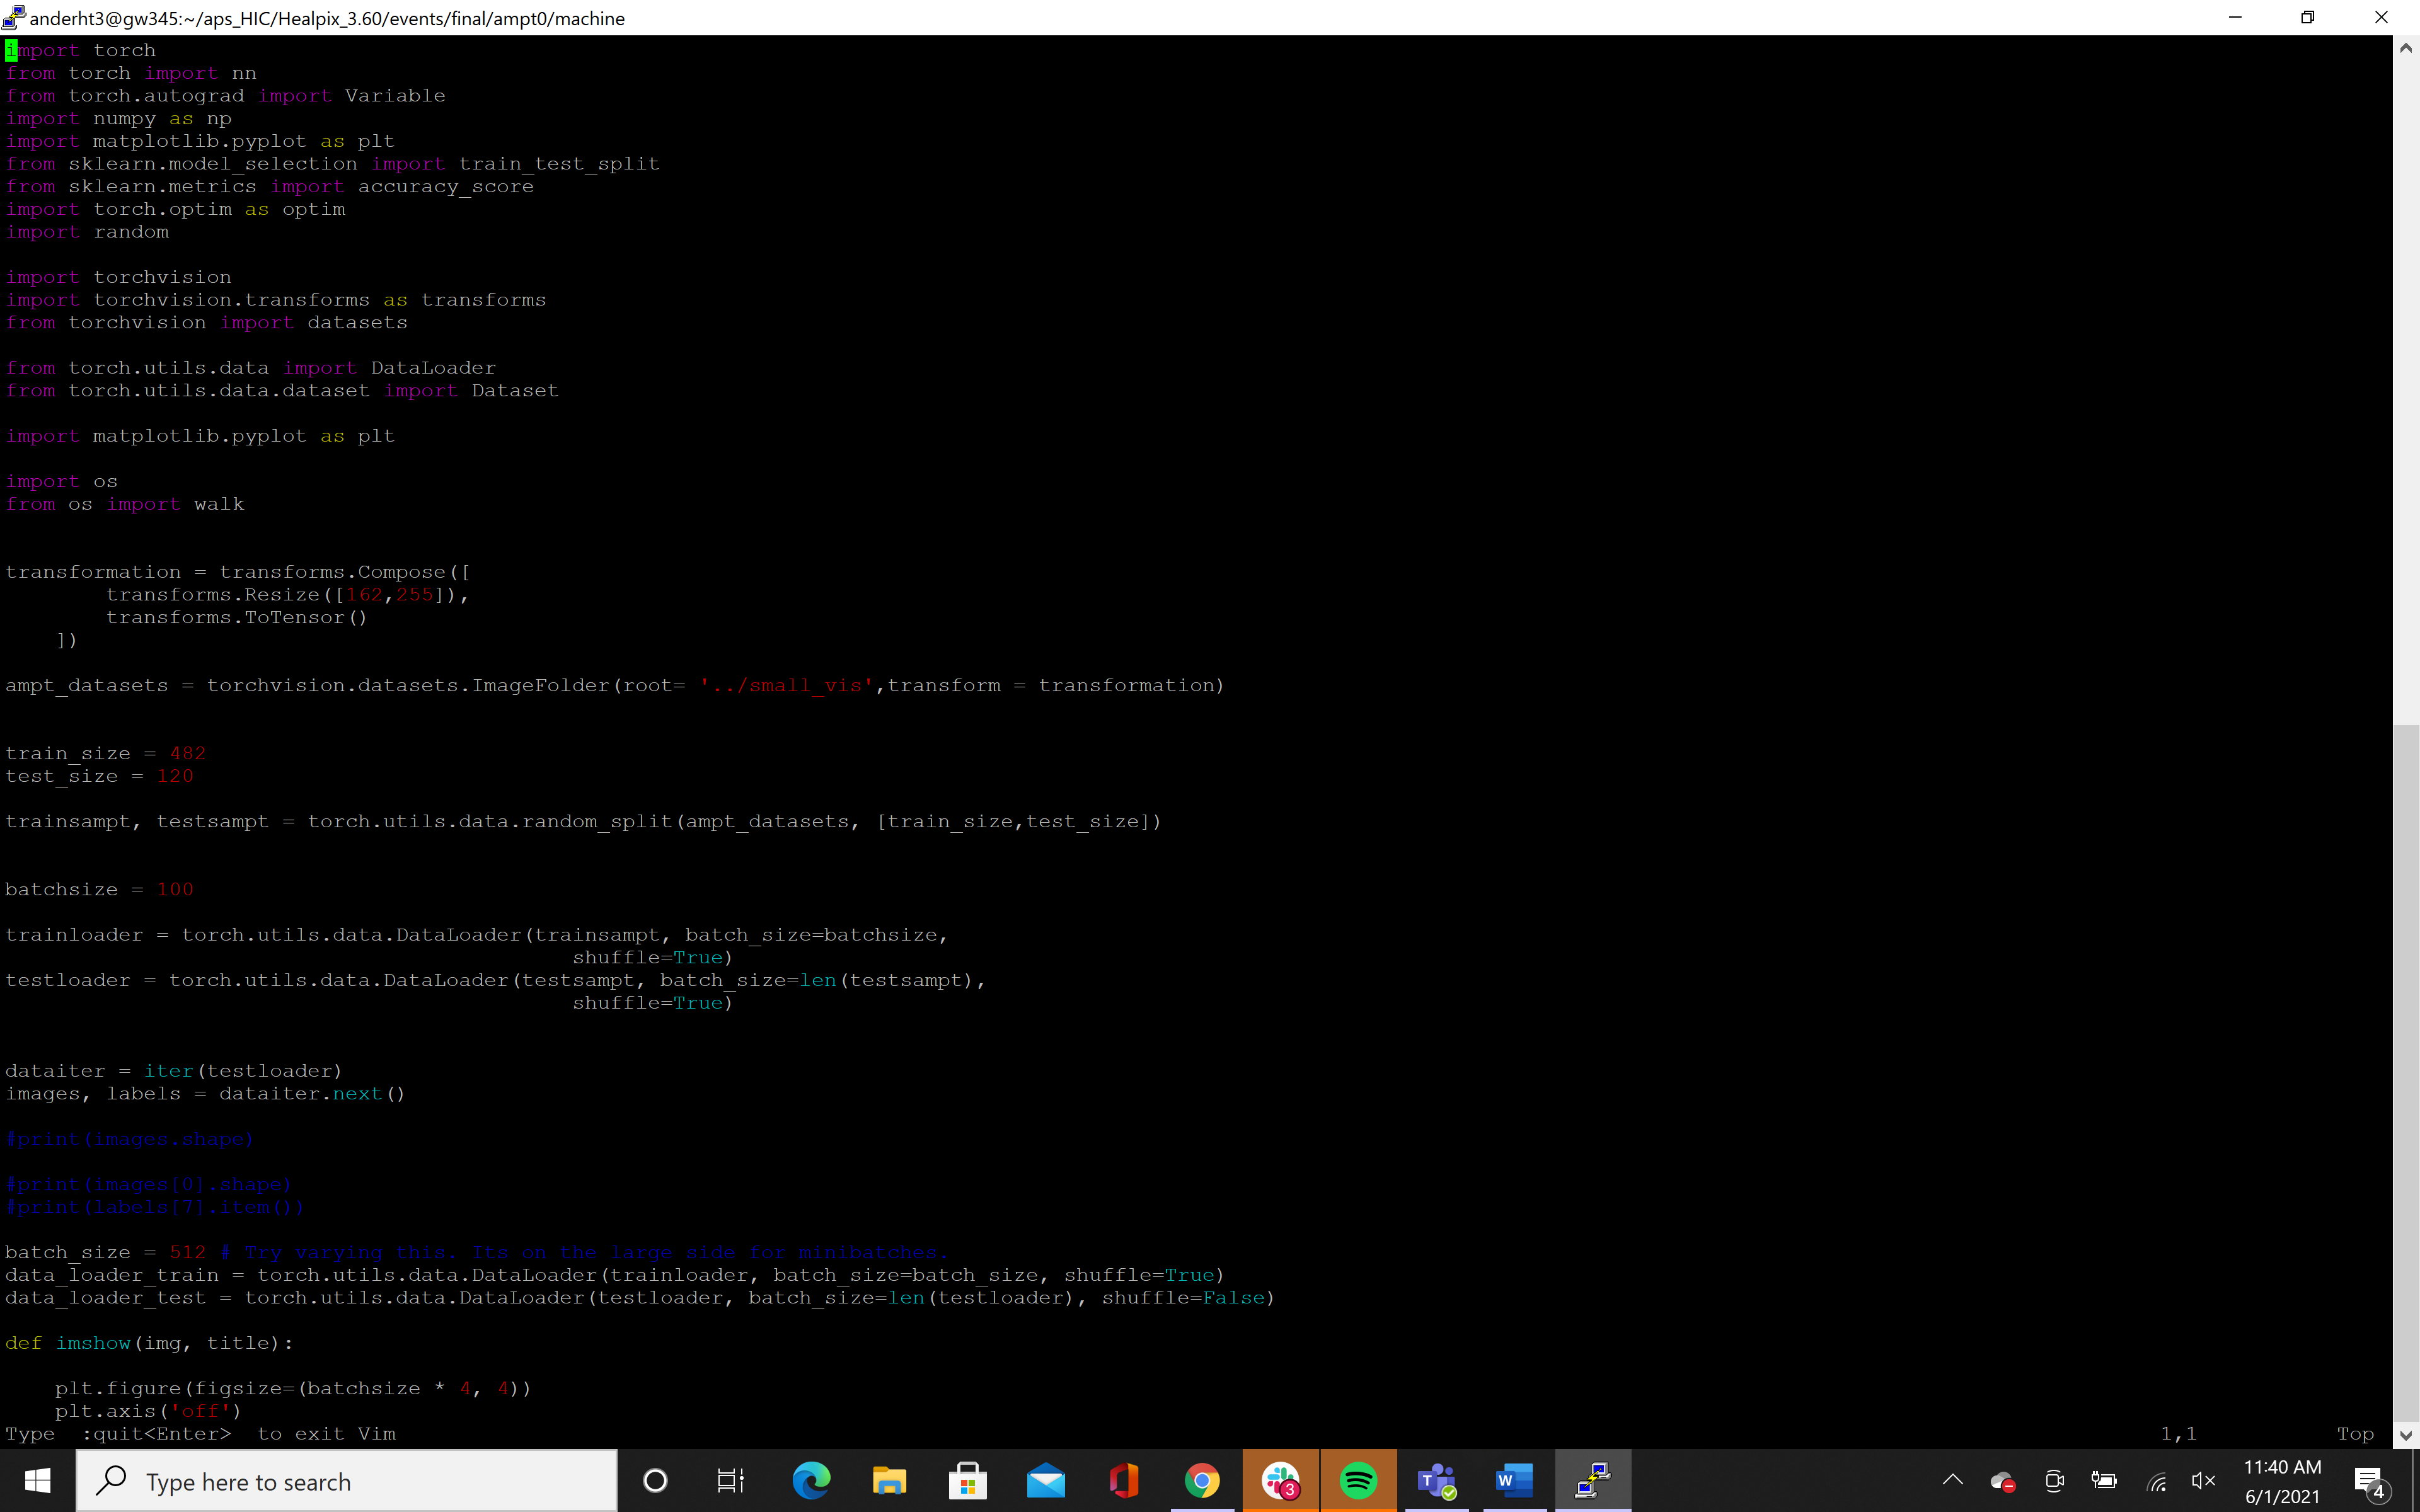 anderht3@gw345:~/aps_HIC/Healpix_3.60/events/final/ampt0/machine
import torch
from torch import nn
from torch.autograd import Variable
import numpy as np
import matplotlib.pyplot as plt
from sklearn.model_selection import train_test_split
from sklearn.metrics import accuracy_score
import torch.optim as optim
import random
import torchvision
import torchvision.transforms as transforms
from torchvision import datasets
from torch.utils.data import DataLoader
from torch.utils.data.dataset import Dataset
import matplotlib.pyplot as plt
import os
from os import walk
transformation = transforms.Compose([
        transforms.Resize([162,255]),
        transforms.ToTensor()
    ])
ampt_datasets = torchvision.datasets.ImageFolder(root= '../small_vis',transform = transformation)
train_size = 482
test_size = 120
trainsampt, testsampt = torch.utils.data.random_split(ampt_datasets, [train_size,test_size])
batchsize = 100
trainloader = torch.utils.data.DataLoader(trainsampt, batch_size=batchsize,
                                             shuffle=True)
testloader = torch.utils.data.DataLoader(testsampt, batch_size=len(testsampt),
                                             shuffle=True)
dataiter = iter(testloader)
images, labels = dataiter.next()
#print(images.shape)
#print(images[0].shape)
#print(labels[7].item())
batch_size = 512 # Try varying this. Its on the large side for minibatches.
data_loader_train = torch.utils.data.DataLoader(trainloader, batch_size=batch_size, shuffle=True)
data_loader_test = torch.utils.data.DataLoader(testloader, batch_size=len(testloader), shuffle=False)
def imshow(img, title):
    plt.figure(figsize=(batchsize * 4, 4))
    plt.axis('off')
Type  :quit<Enter>  to exit Vim 1,1 Top
Type here to search
3
11:40 AM
6/1/2021
4